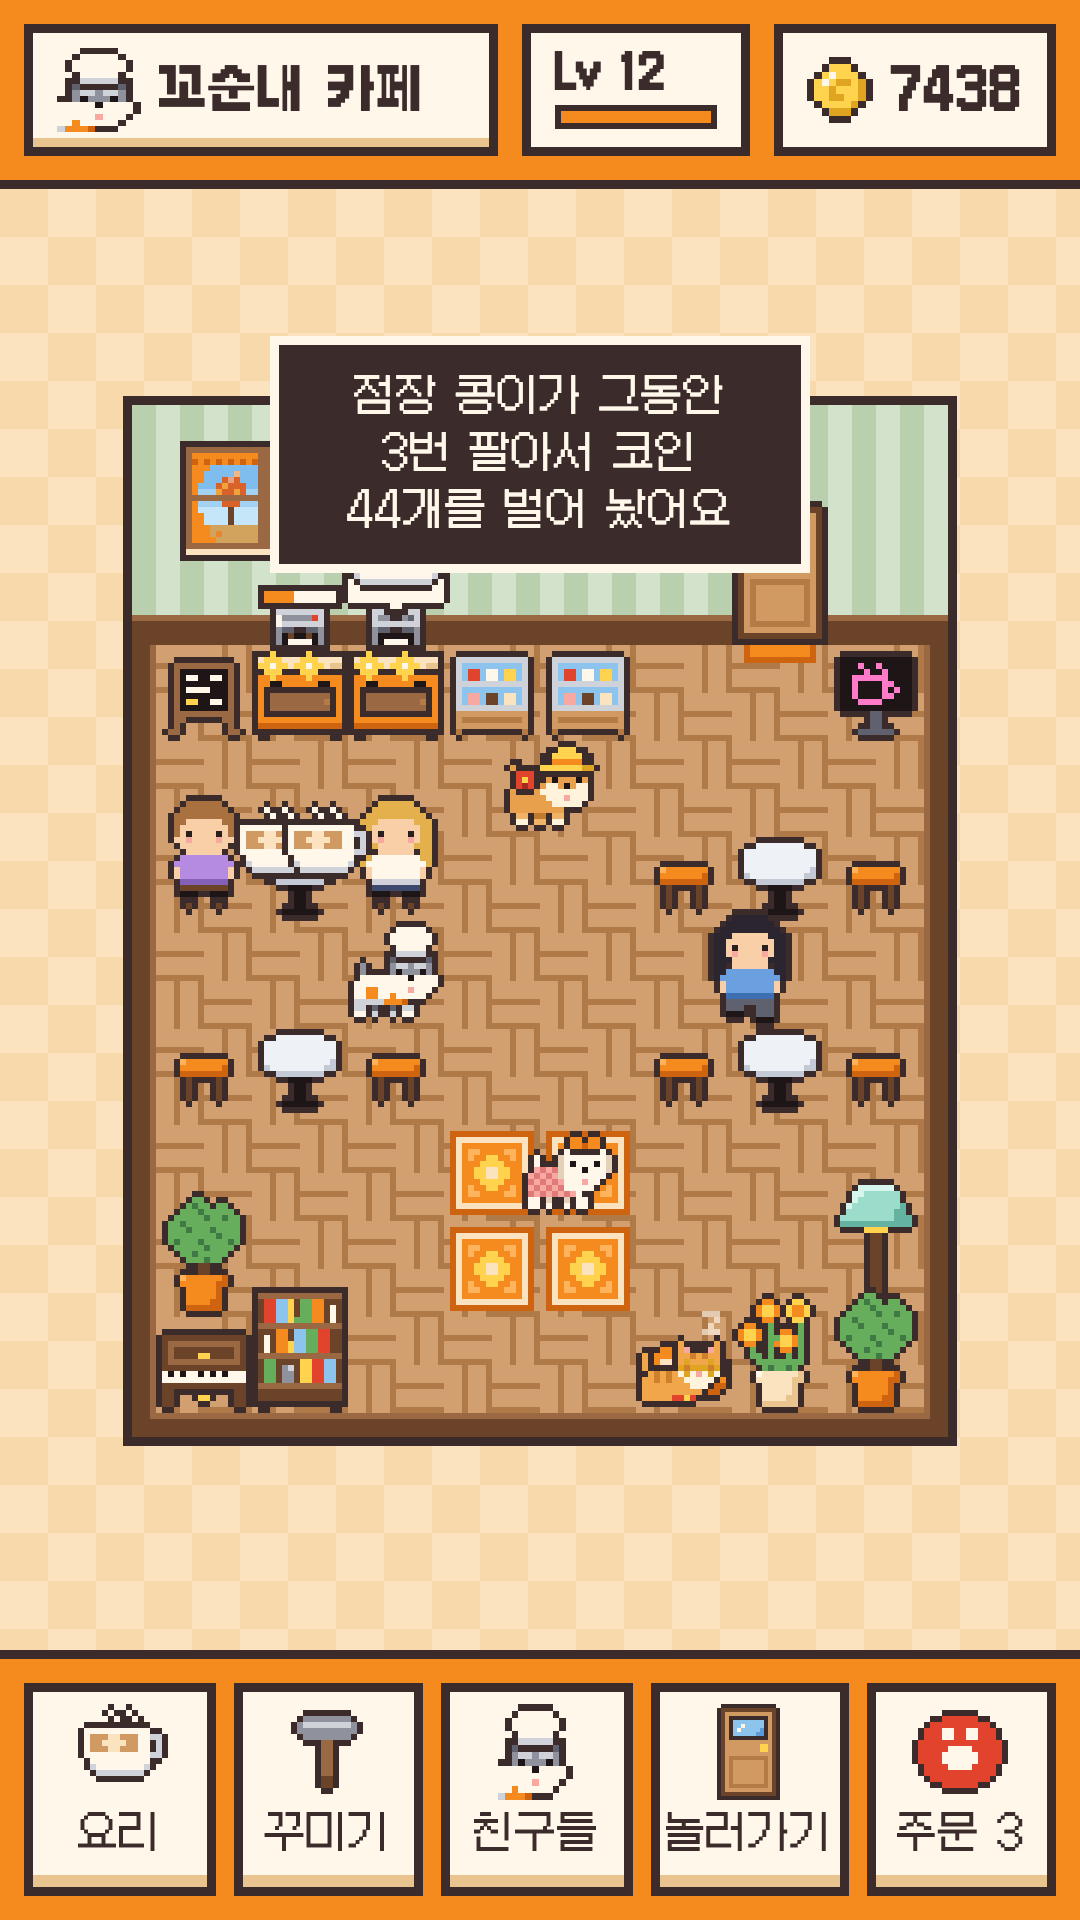 꼬순내 카페
Lv 12
7438
점장 콩이가 그동안
3번 팔아서 코인
44개를 벌어 놨어요
요리
꾸미기
친구들
놀러가기
주문 3